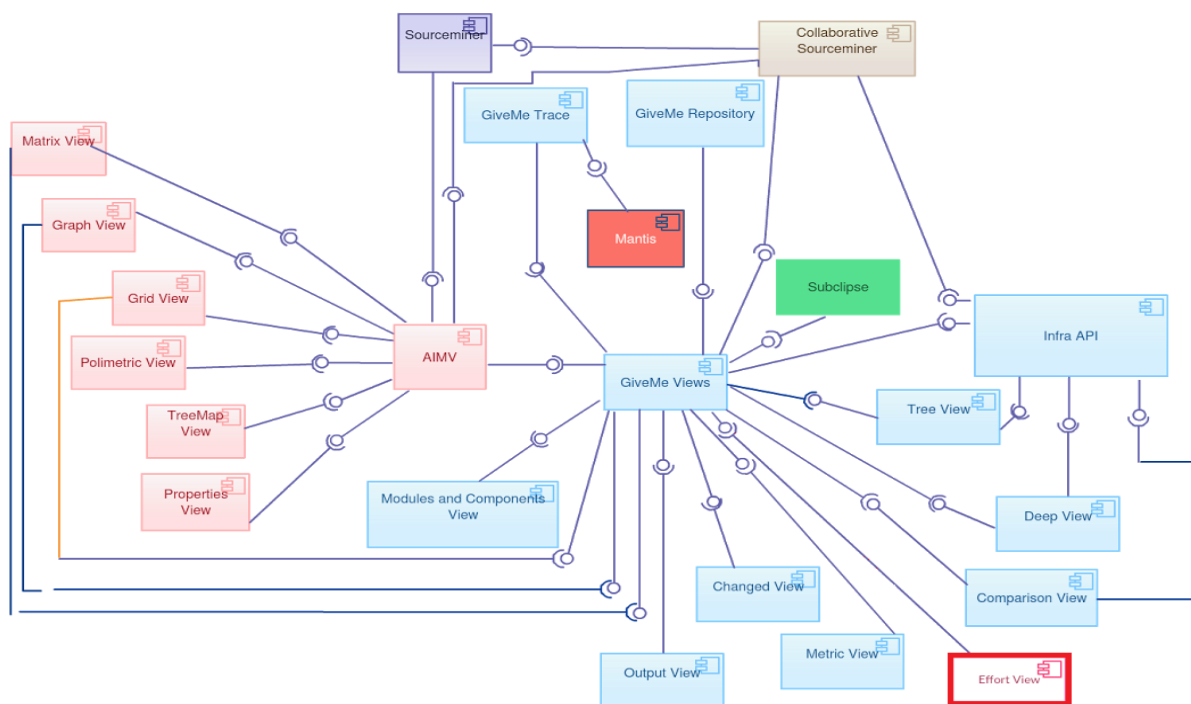 Sourceminer
Collaborative
Sourceminer
GiveMe Trace
GiveMe Repository
Matrix View
Graph View
Mantis
Subclipse
Grid View
Infra API
Polimetric View
AIMV
GiveMe Views
TreeMap
View
Tree View
Properties
View
Modules and Components
View
Deep View
Changed View
Comparison View
Metric View
Output View
Effort View